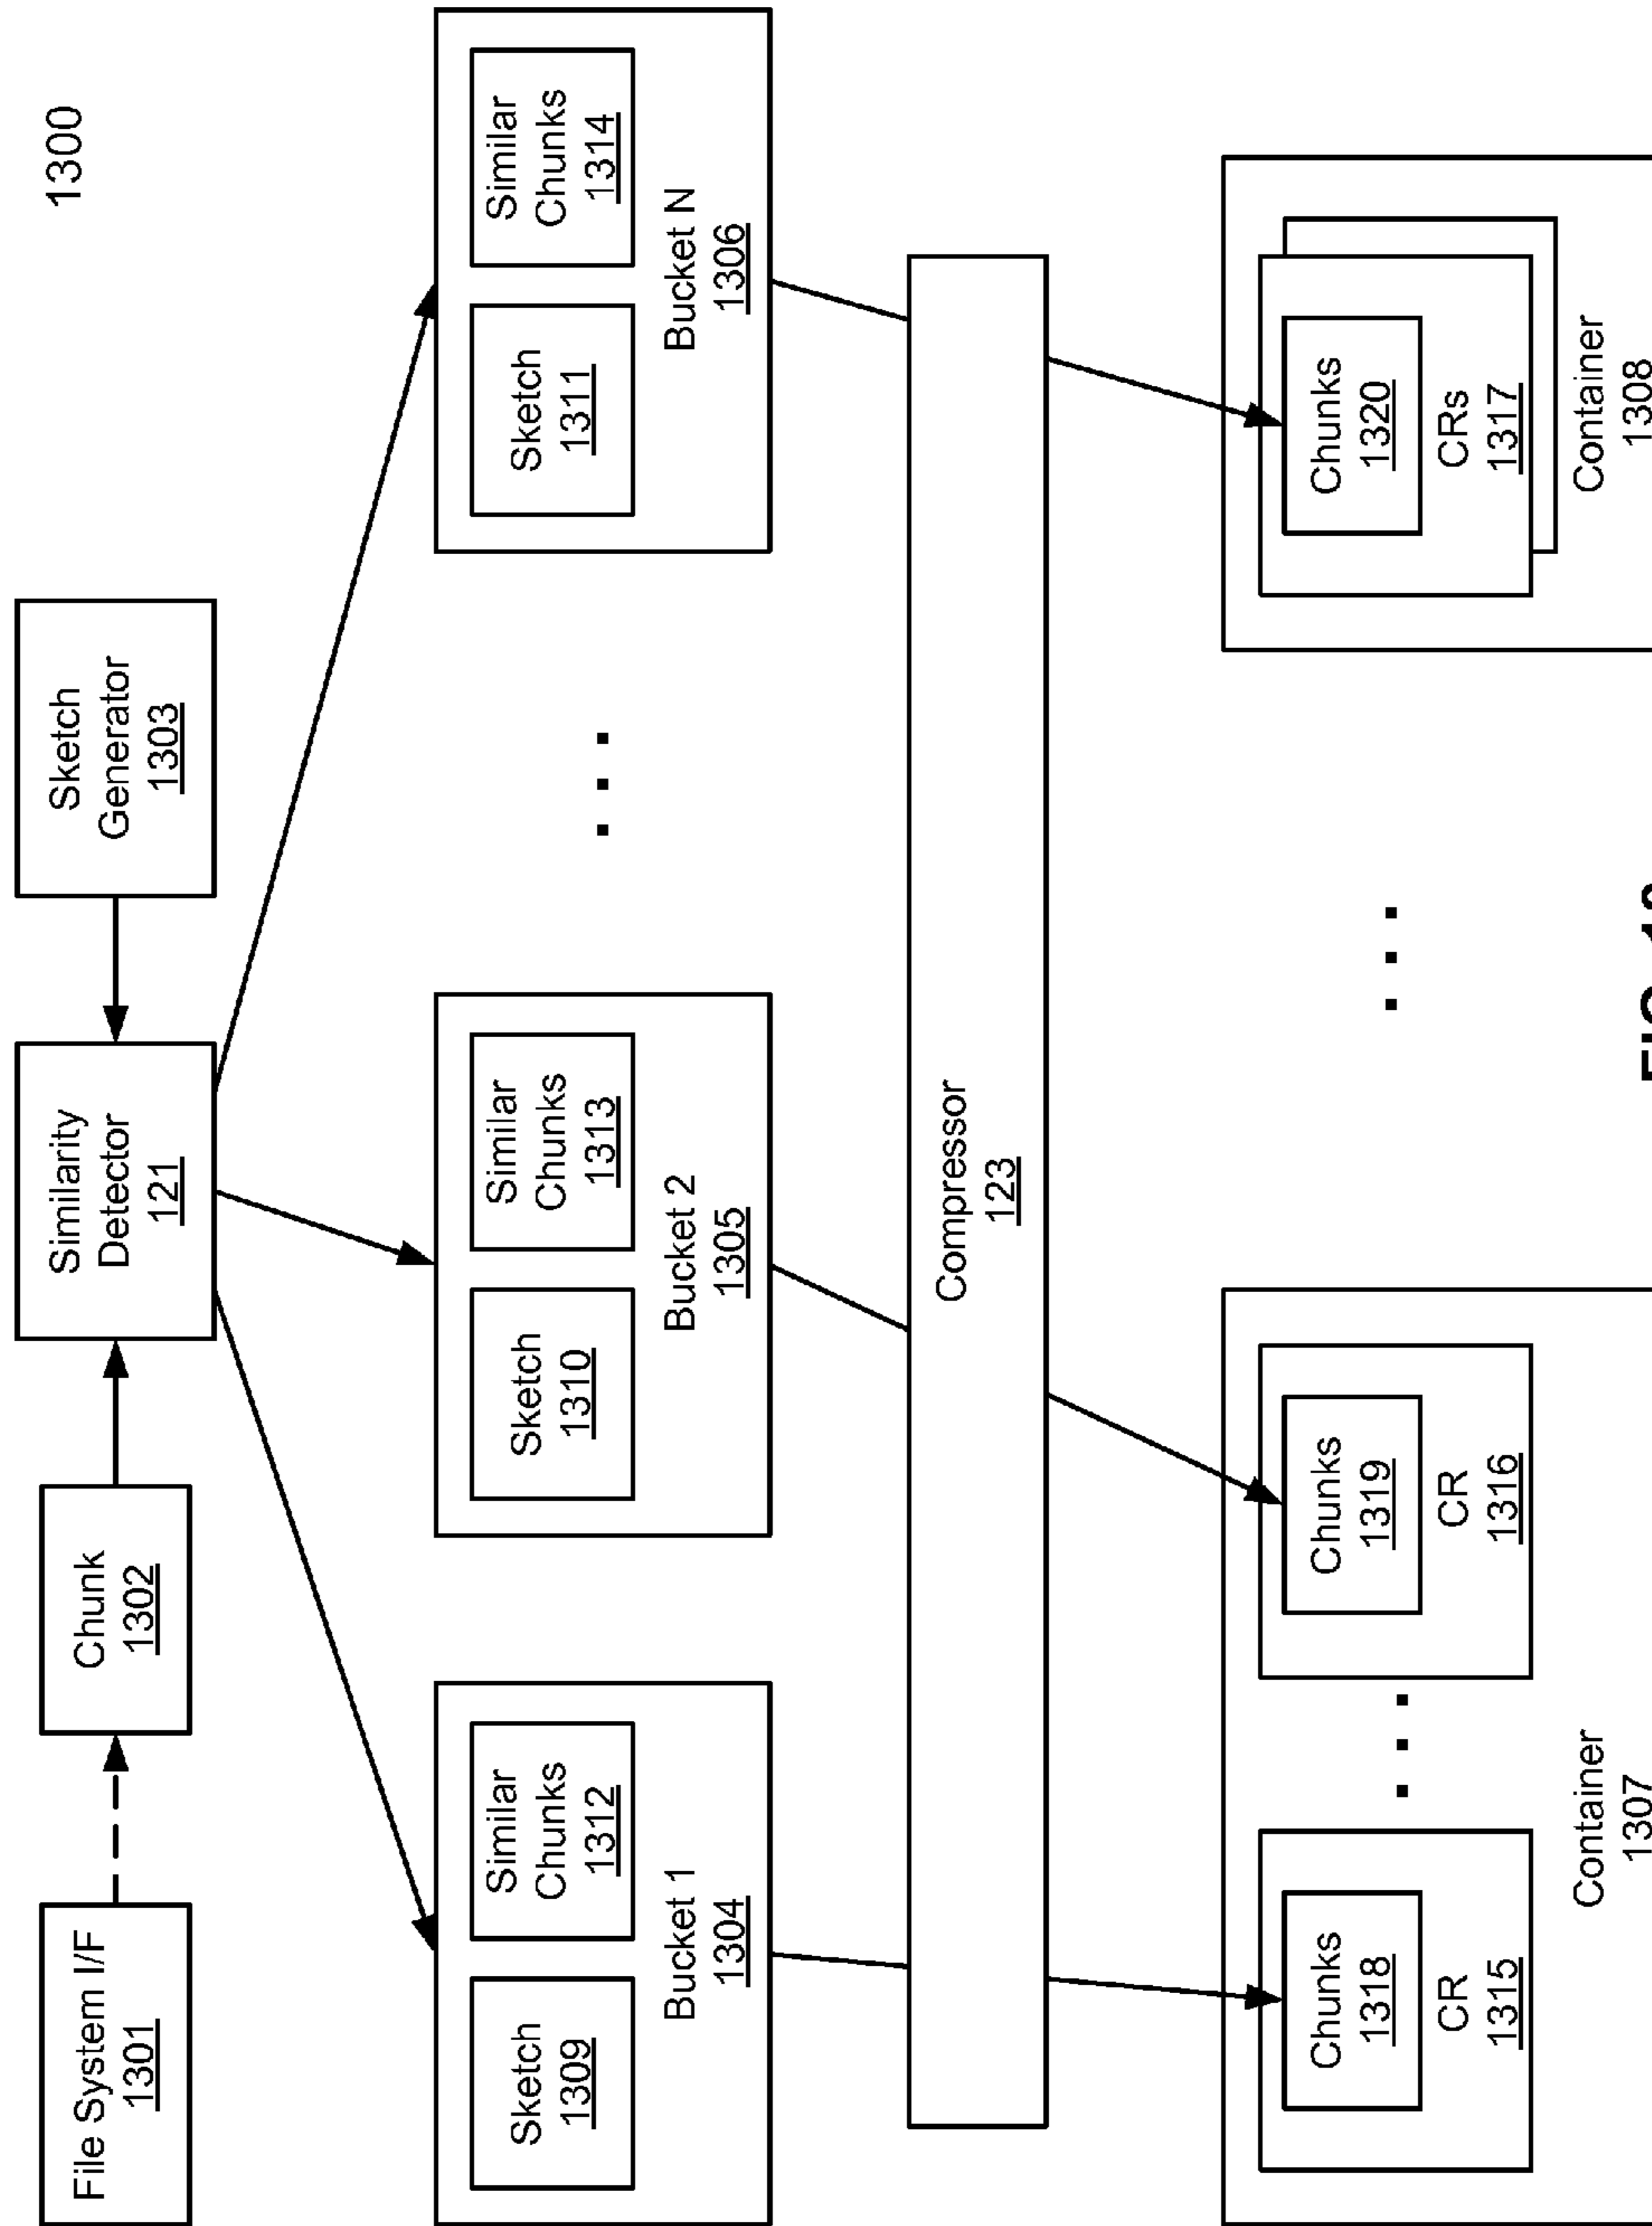 1300
File System I/F
1301
Chunk
1302
Similarity
Detector
121
Sketch
Generator
1303
Sketch
1309
Similar
Chunks
1312
Bucket 1
1304
Sketch
1310
Similar
Chunks
1313
Bucket 2
1305
Sketch
1311
Similar
Chunks
1314
Bucket N
1306
Compressor
123
Chunks
1318
CR
1315
Chunks
1319
CR
1316
Container
1307
Chunks
1320
CRs
1317
Container
1308